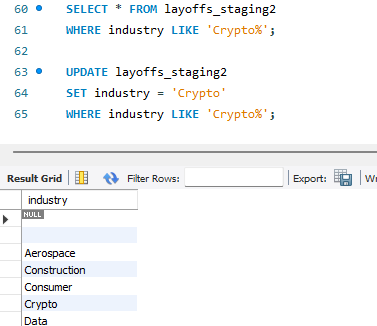 60 SELECT * FROM layoffs_staging2
61 WHERE industry LIKE 'Crypto%';
62
63 UPDATE layoffs_staging2
64 SET industry = 'Crypto'
65 WHERE industry LIKE 'Crypto%';
Result Grid Filter Rows: Export: Wr
industry
NULL
Aerospace
Construction
Consumer
Crypto
Data